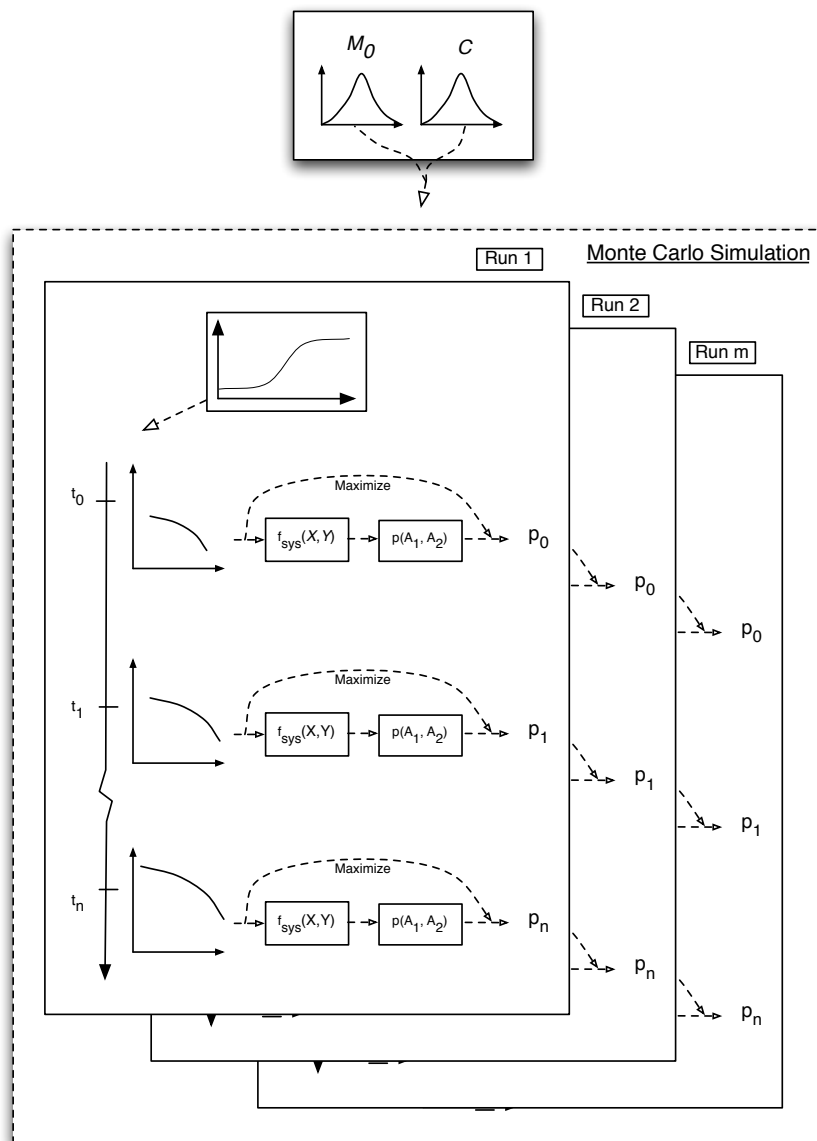 M0 C
Monte Carlo Simulation
Run 1
Run 2
Run m
t0
Maximize
fsys(X,Y)
p(A1, A2)
p0
p0
p0
t1
Maximize
fsys(X,Y)
p(A1, A2)
p1
p1
p1
tn
Maximize
fsys(X,Y)
p(A1, A2)
pn
pn
pn